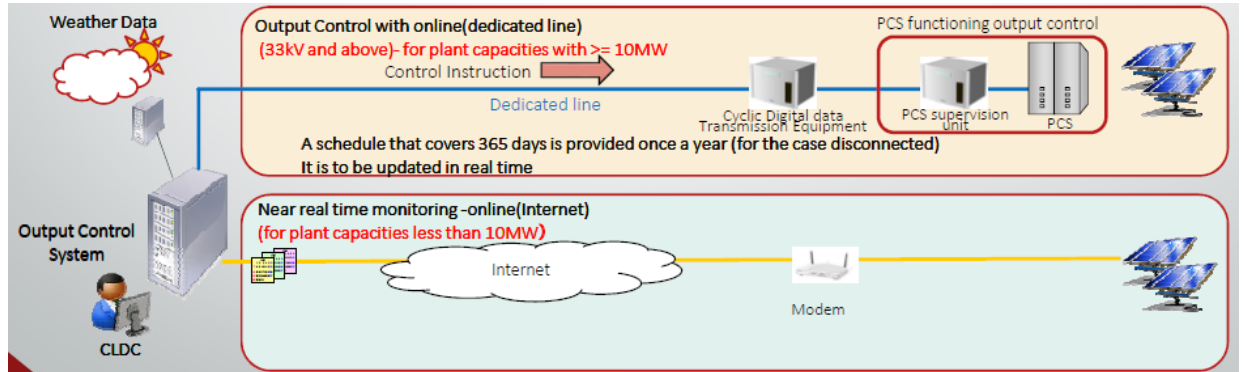 Weather Data
Output Control with online(dedicated line)
(33kV and above)- for plant capacities with >= 10MW
Control Instruction
Dedicated line
PCS functioning output control
Cyclic Digital data
Transmission Equipment
PCS supervision
unit
PCS
A schedule that covers 365 days is provided once a year (for the case disconnected)
It is to be updated in real time
Output Control
System
CLDC
Near real time monitoring -online(Internet)
(for plant capacities less than 10MW)
Internet
Modem